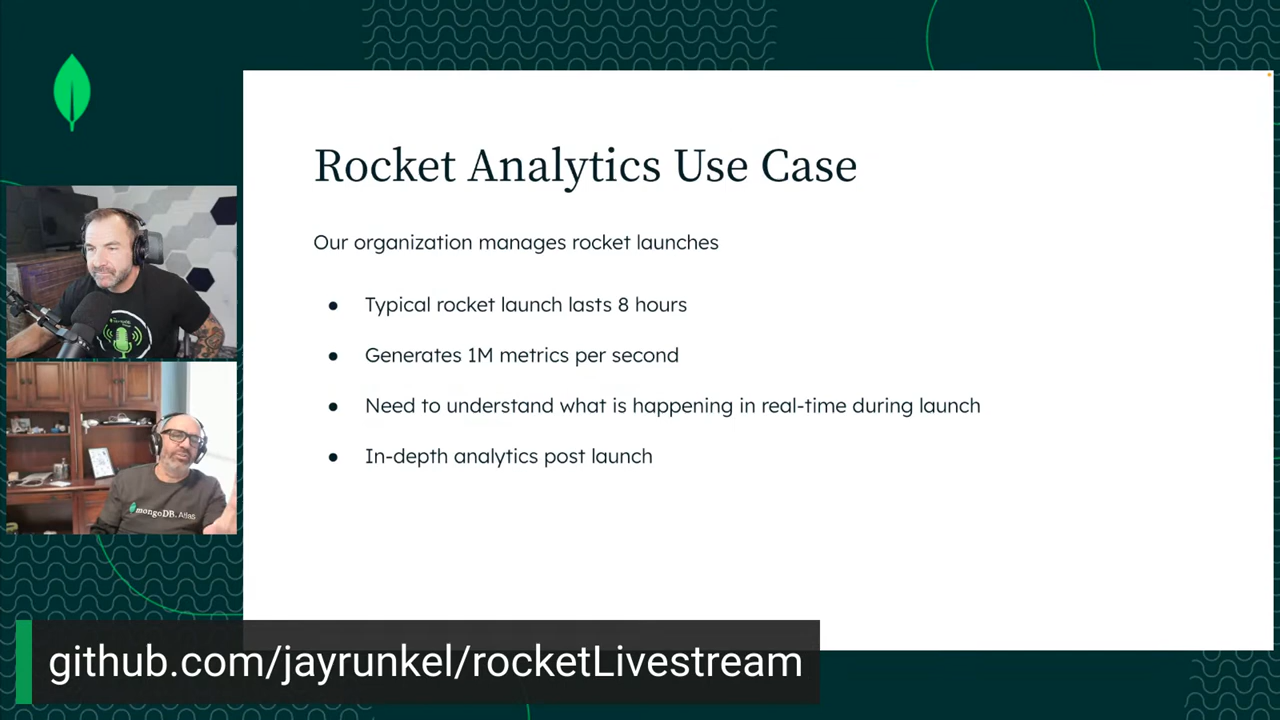 Rocket Analytics Use Case
Our organization manages rocket launches
● Typical rocket launch lasts 8 hours
● Generates 1M metrics per second
● Need to understand what is happening in real-time during launch
● In-depth analytics post launch
mongoDB. Atlas
github.com/jayrunkel/rocketLivestream